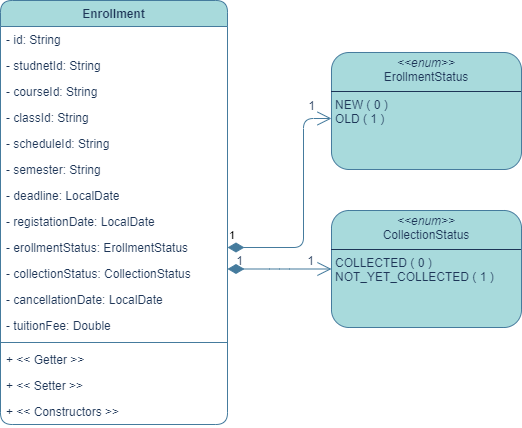 Enrollment
- id: String
- studnetId: String
- courseId: String
- classId: String
- scheduleId: String
- semester: String
- deadline: LocalDate
- registationDate: LocalDate
- erollmentStatus: ErollmentStatus
- collectionStatus: CollectionStatus
- cancellationDate: LocalDate
- tuitionFee: Double
+ << Getter >>
+ << Setter >>
+ << Constructors >>
1
1
1
1
<<enum>>
ErollmentStatus
NEW ( 0 )
OLD ( 1 )
<<enum>>
CollectionStatus
COLLECTED ( 0 )
NOT_YET_COLLECTED ( 1 )